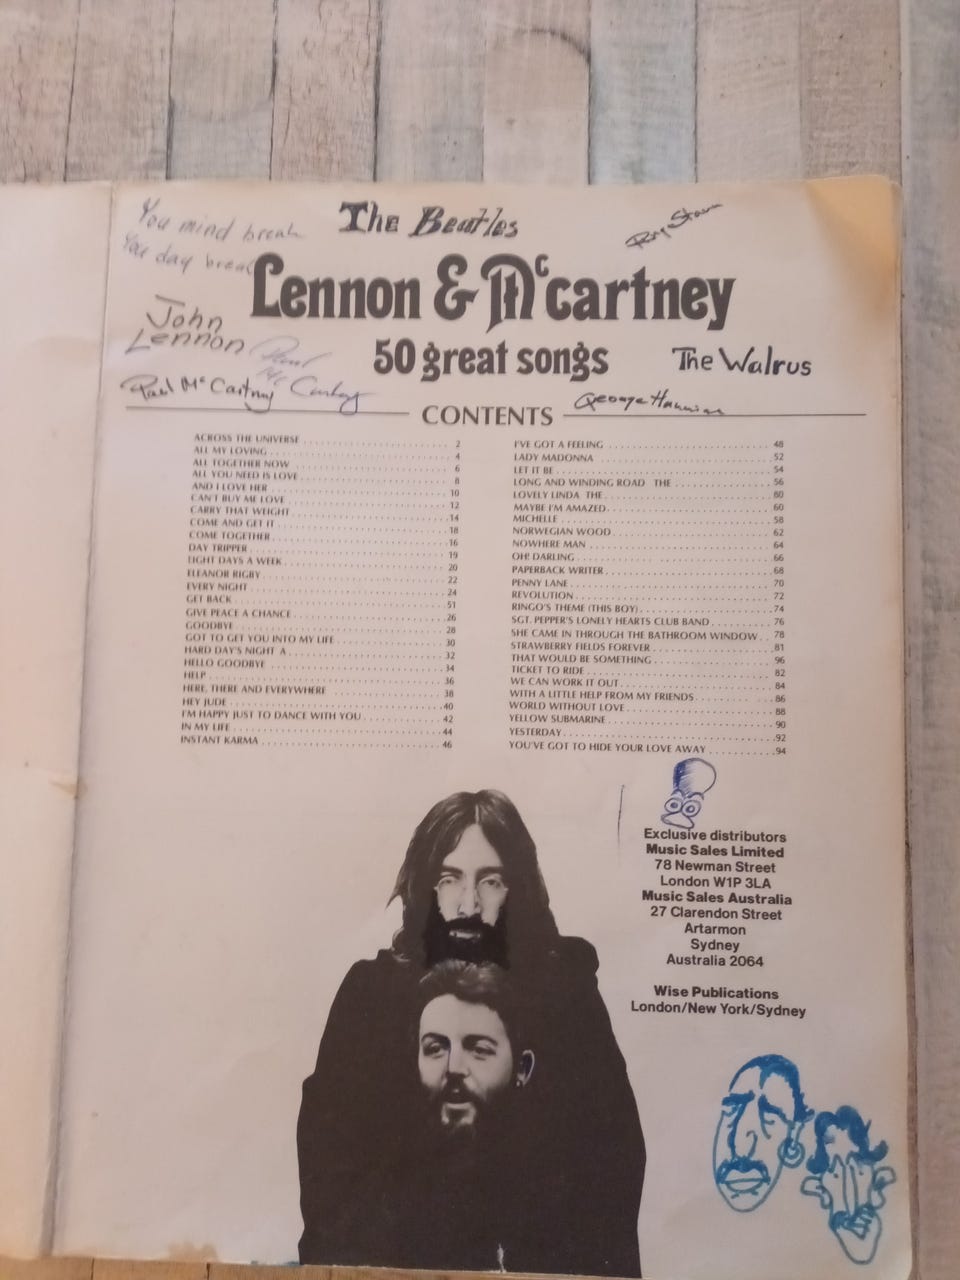 You mind break
You day break
The Beatles
Lennon & McCartney
50 great songs
John
Lennon
Paul
Mc Cartney
Paul McCartney
The Walrus
George
CONTENTS
ACROSS THE UNIVERSE 2
ALL MY LOVING 4
ALL TOGETHER NOW 6
ALL YOU NEED IS LOVE 8
AND I LOVE HER 10
CAN'T BUY ME LOVE 12
CARRY THAT WEIGHT 14
COME AND GET IT 18
COME TOGETHER 16
DAY TRIPPER 19
EIGHT DAYS A WEEK 20
ELEANOR RIGBY 22
EVERY NIGHT 24
GET BACK 51
GIVE PEACE A CHANCE 26
GOODBYE 28
GOT TO GET YOU INTO MY LIFE 30
HARD DAY'S NIGHT A 32
HELLO GOODBYE 34
HELP 36
HERE, THERE AND EVERYWHERE 38
HEY JUDE 40
I'M HAPPY JUST TO DANCE WITH YOU 42
IN MY LIFE 44
INSTANT KARMA 46
I'VE GOT A FEELING 48
LADY MADONNA 52
LET IT BE 54
LONG AND WINDING ROAD THE 56
LOVELY LINDA THE 60
MAYBE I'M AMAZED 60
MICHELLE 58
NORWEGIAN WOOD 62
NOWHERE MAN 64
OH! DARLING 66
PAPERBACK WRITER 68
PENNY LANE 70
REVOLUTION 72
RINGO'S THEME (THIS BOY) 74
SGT. PEPPER'S LONELY HEARTS CLUB BAND 76
SHE CAME IN THROUGH THE BATHROOM WINDOW 78
STRAWBERRY FIELDS FOREVER 81
THAT WOULD BE SOMETHING 96
TICKET TO RIDE 82
WE CAN WORK IT OUT 84
WITH A LITTLE HELP FROM MY FRIENDS 86
WORLD WITHOUT LOVE 88
YELLOW SUBMARINE 90
YESTERDAY 92
YOU'VE GOT TO HIDE YOUR LOVE AWAY 94
Exclusive distributors
Music Sales Limited
78 Newman Street
London W1P 3LA
Music Sales Australia
27 Clarendon Street
Artarmon
Sydney
Australia 2064
Wise Publications
London/New York/Sydney